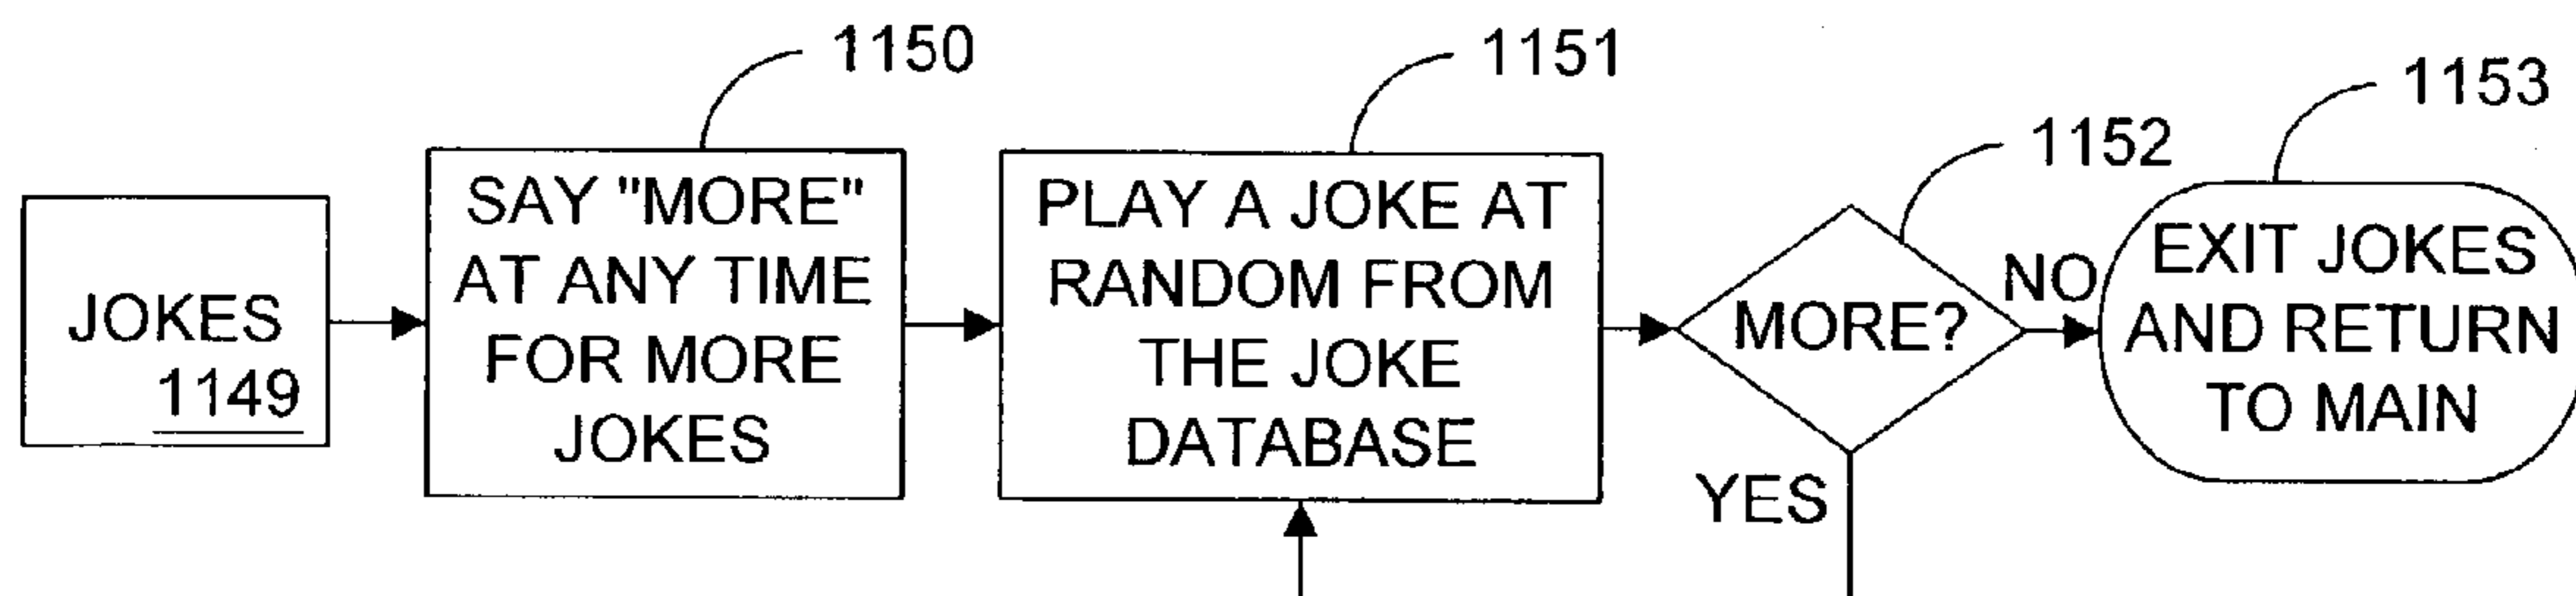 JOKES
1149
1150
SAY "MORE"
AT ANY TIME
FOR MORE
JOKES
1151
PLAY A JOKE AT
RANDOM FROM
THE JOKE
DATABASE
1152
MORE?
NO
YES
1153
EXIT JOKES
AND RETURN
TO MAIN